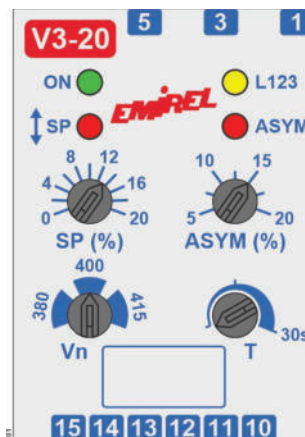 5 3 1
V3-20
ON L123
EMIREL
SP ASYM
8 12 10 15
4 16
0 20 5 20
SP (%) ASYM (%)
400
380 415
Vn T 30s
15 14 13 12 11 10